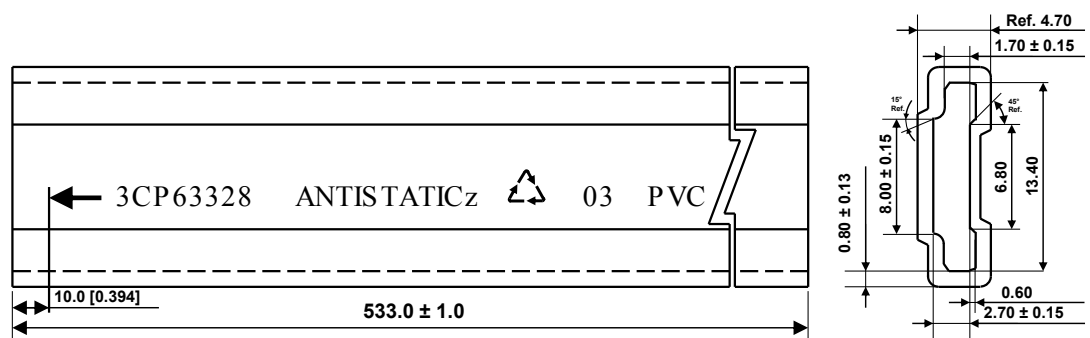 Ref. 4.70
1.70 ± 0.15
15°
Ref.
45°
Ref.
3CP63328 ANTISTATICz 03 PVC
8.00 ± 0.15
6.80
13.40
0.80 ± 0.13
10.0 [0.394]
533.0 ± 1.0
0.60
2.70 ± 0.15